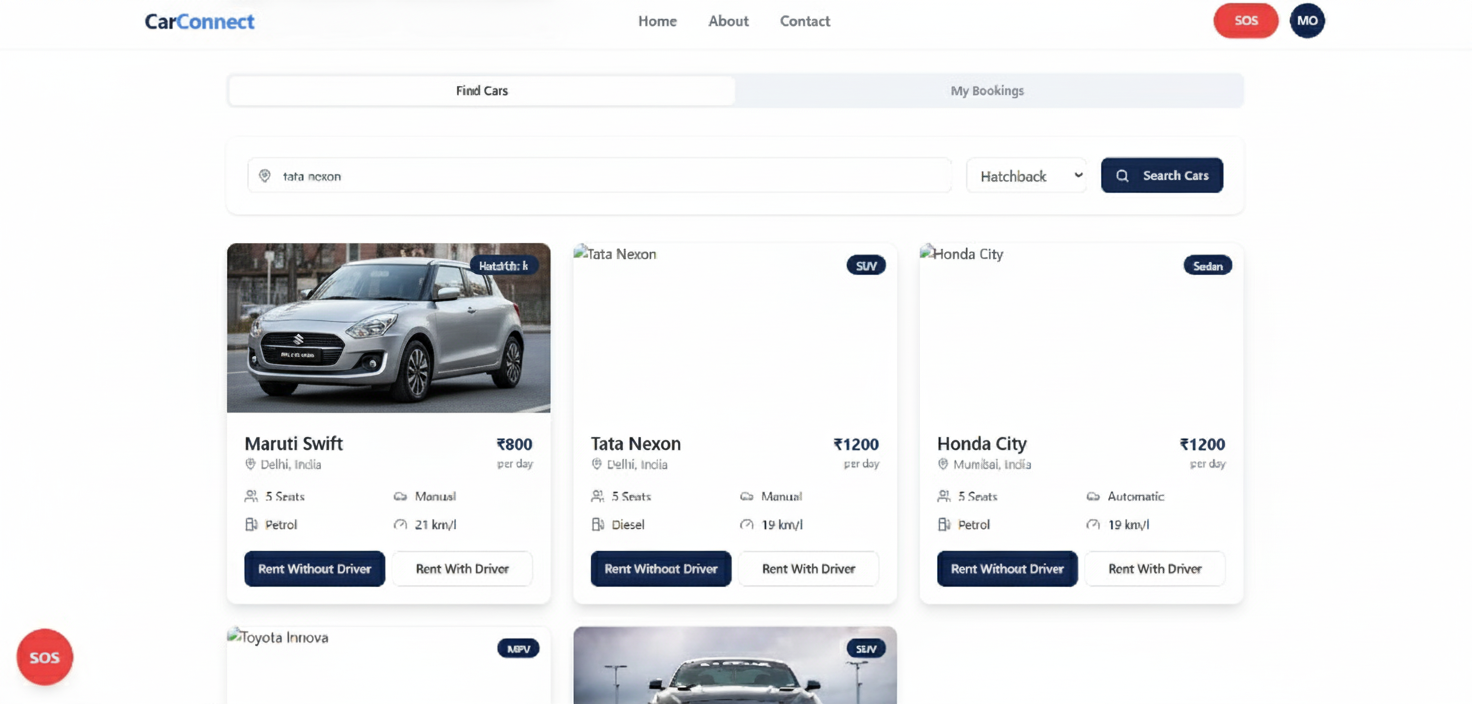 CarConnect
Home About Contact
SOS MO
Find Cars My Bookings
tata nexon
Hatchback
Search Cars
Tata Nexon
SUV
Honda City
Sedan
Maruti Swift ₹800
Delhi, India per day
5 Seats Manual
Petrol 21 km/l
Rent Without Driver Rent With Driver
Tata Nexon ₹1200
Delhi, India per day
5 Seats Manual
Diesel 19 km/l
Rent Without Driver Rent With Driver
Honda City ₹1200
Mumbai, India per day
5 Seats Automatic
Petrol 19 km/l
Rent Without Driver Rent With Driver
Toyota Innova
MPV
SUV
SOS